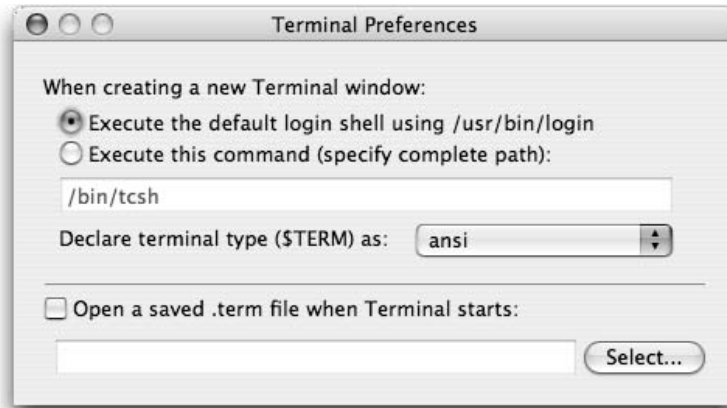 Terminal Preferences
When creating a new Terminal window:
Execute the default login shell using /usr/bin/login
Execute this command (specify complete path):
/bin/tcsh
Declare terminal type ($TERM) as: ansi
Open a saved .term file when Terminal starts:
Select...